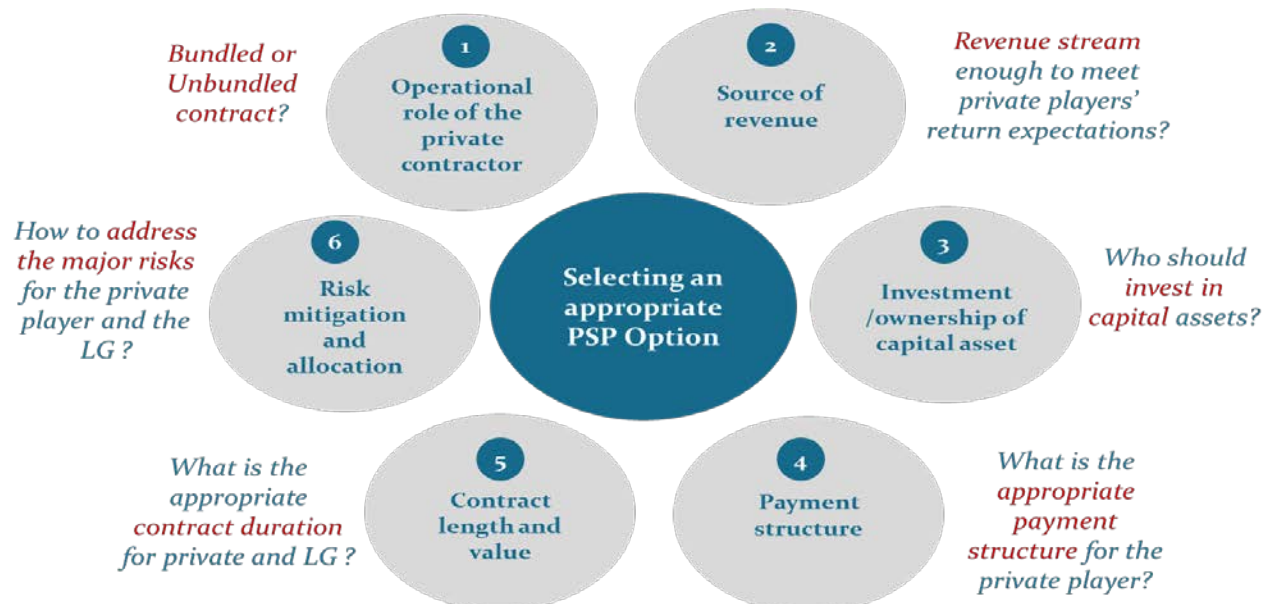 Bundled or
Unbundled
contract?
1
Operational
role of the
private
contractor
2
Source of
revenue
Revenue stream
enough to meet
private players'
return expectations?
How to address
the major risks
for the private
player and the
LG ?
6
Risk
mitigation
and
allocation
Selecting an
appropriate
PSP Option
3
Investment
/ownership of
capital asset
Who should
invest in
capital assets?
What is the
appropriate
contract duration
for private and LG ?
5
Contract
length and
value
4
Payment
structure
What is the
appropriate
payment
structure for the
private player?